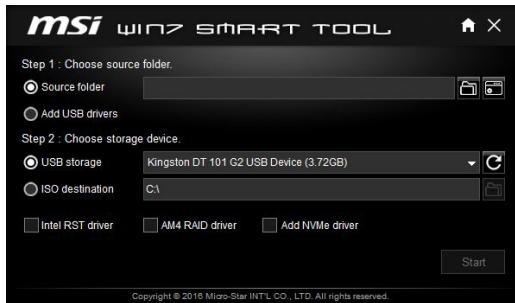 msi WIN7 SMART TOOL
Step 1 : Choose source folder.
Source folder
Add USB drivers
Step 2 : Choose storage device.
USB storage Kingston DT 101 G2 USB Device (3.72GB)
ISO destination C:\
Intel RST driver AM4 RAID driver Add NVMe driver
Start
Copyright © 2016 Micro-Star INT'L CO., LTD. All rights reserved.